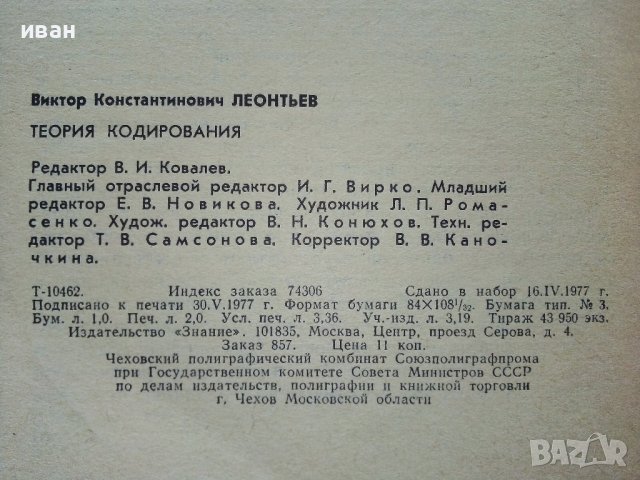 иван
Виктор Константинович ЛЕОНТЬЕВ
ТЕОРИЯ КОДИРОВАНИЯ
Редактор В. И. Ковалев.
Главный отраслевой редактор И. Г. Вирко. Младший
редактор Е. В. Новикова. Художник Л. П. Рома-
сенко. Худож. редактор В. Н. Конюхов. Техн. ре-
дактор Т. В. Самсонова. Корректор В. В. Кано-
чкина.
Т-10462. Индекс заказа 74306 Сдано в набор 16.IV.1977 г.
Подписано к печати 30.V.1977 г. Формат бумаги 84×108¹/₃₂. Бумага тип. № 3.
Бум. л. 1,0. Печ. л. 2,0. Усл. печ. л. 3,36. Уч.-изд. л. 3,19. Тираж 43 950 экз.
Издательство «Знание». 101835, Москва, Центр, проезд Серова, д. 4.
Заказ 857. Цена 11 коп.
Чеховский полиграфический комбинат Союзполиграфпрома
при Государственном комитете Совета Министров СССР
по делам издательств, полиграфии и книжной торговли
г, Чехов Московской области
BAZAR